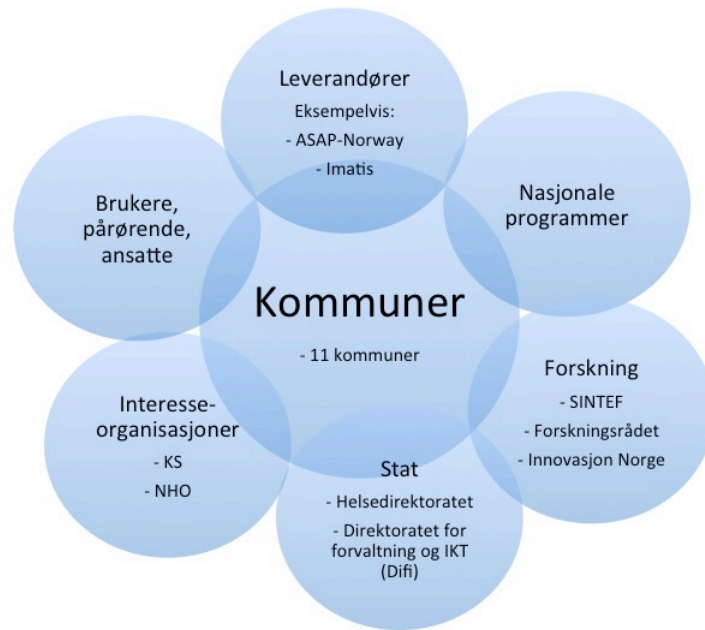 Leverandører
Eksempelvis:
- ASAP-Norway
- Imatis
Nasjonale
programmer
Brukere,
pårørende,
ansatte
Kommuner
- 11 kommuner
Forskning
- SINTEF
- Forskningsrådet
- Innovasjon Norge
Interesse-
organisasjoner
- KS
- NHO
Stat
- Helsedirektoratet
- Direktoratet for
forvaltning og IKT
(Difi)